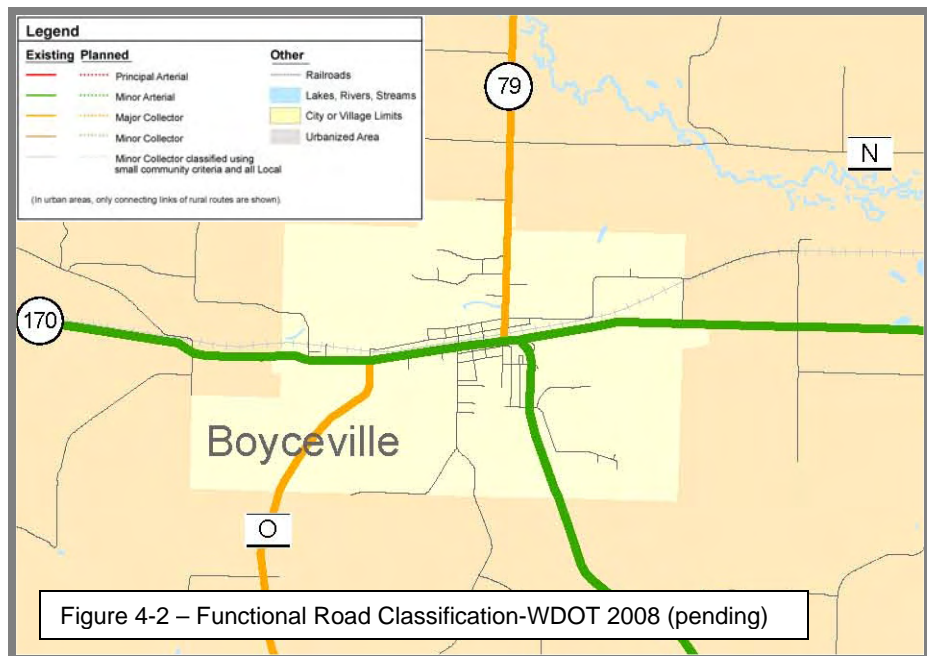 Legend
Existing Planned
Other
Principal Arterial
Minor Arterial
Major Collector
Minor Collector
Minor Collector classified using
small community criteria and all Local
Railroads
Lakes, Rivers, Streams
City or Village Limits
Urbanized Area
(In urban areas, only connecting links of rural routes are shown)
79
N
170
Boyceville
O
Figure 4-2 – Functional Road Classification-WDOT 2008 (pending)